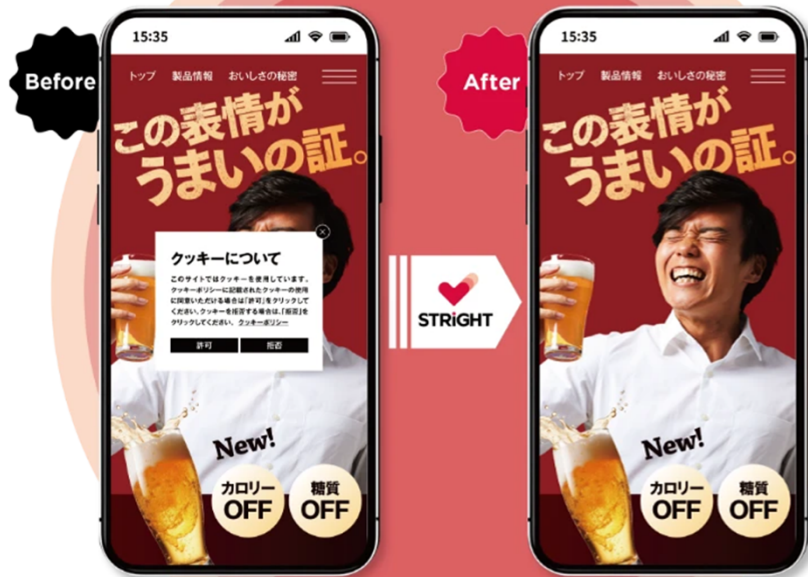 Before
15:35
トップ 製品情報 おいしさの秘密
この表情が
うまいの証。
クッキーについて
このサイトではクッキーを使用しています。
クッキーポリシーに記載されたクッキーの使用
に同意いただける場合は「許可」をクリックして
ください。クッキーを拒否する場合は、「拒否」を
クリックしてください。 クッキーポリシー
許可 拒否
New!
カロリー
OFF
糖質
OFF
STRiGHT
After
15:35
トップ 製品情報 おいしさの秘密
この表情が
うまいの証。
New!
カロリー
OFF
糖質
OFF